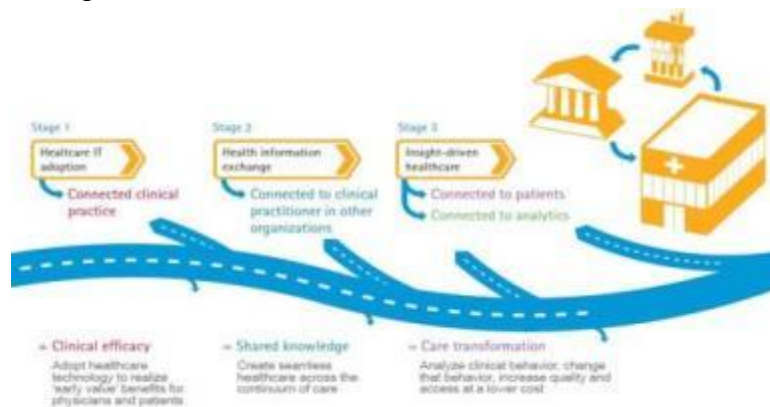 Stage 1
Healtcare IT
adoption
Connected clinical
practice
Stage 2
Health information
exchange
Connected to clinical
practitioner in other
organizations
Stage 3
Insight-driven
healthcare
Connected to patients
Connected to analytics
Clinical efficacy
Adopt healthcare
technology to realize
'early value' benefits for
physicians and patients
Shared knowledge
Create seamless
healthcare across the
continuum of care
Care transformation
Analyze clinical behavior, change
that behavior, increase quality and
access at a lower cost